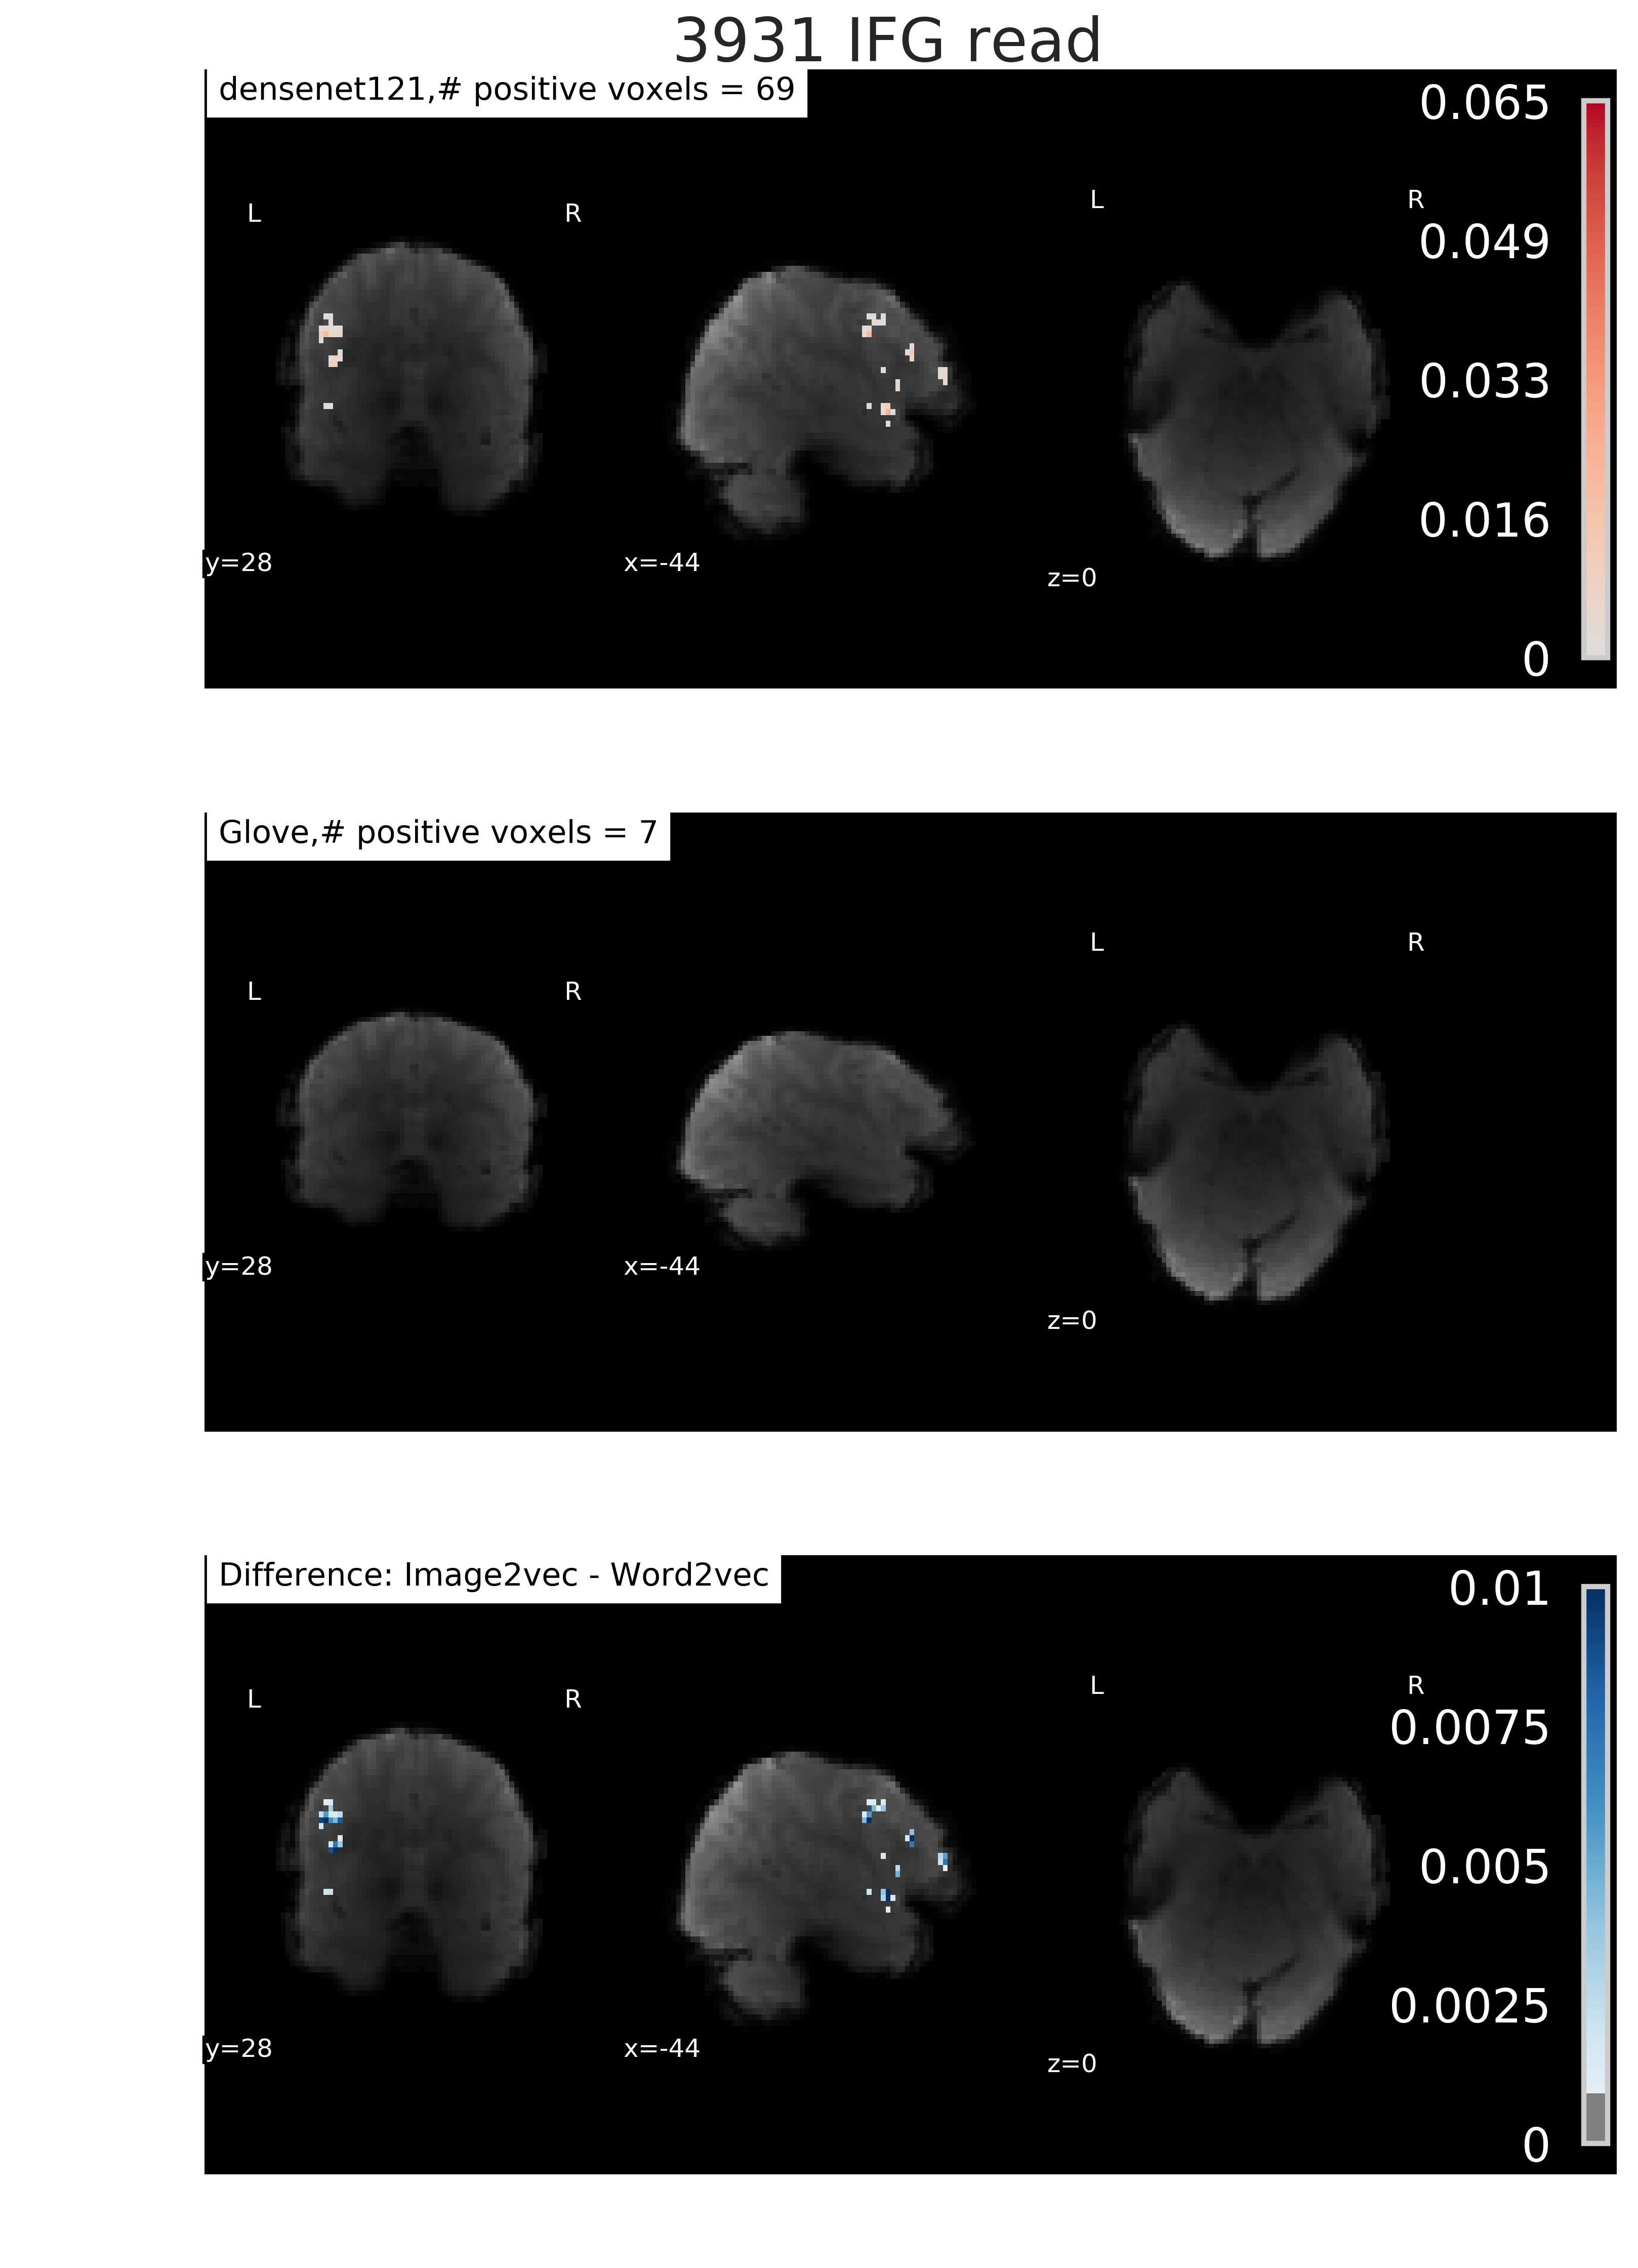 3931 IFG read
densenet121,# positive voxels = 69
0.065
L
R
L
R
0.049
0.033
0.016
y=28
x=-44
z=0
0
Glove,# positive voxels = 7
L
R
L
R
y=28
x=-44
z=0
Difference: Image2vec - Word2vec
0.01
L
R
L
R
0.0075
0.005
0.0025
y=28
x=-44
z=0
0